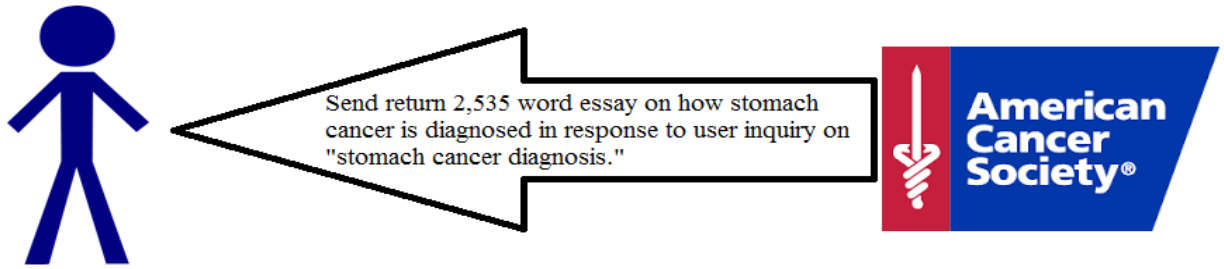 Send return 2,535 word essay on how stomach
cancer is diagnosed in response to user inquiry on
"stomach cancer diagnosis."
American
Cancer
Society®